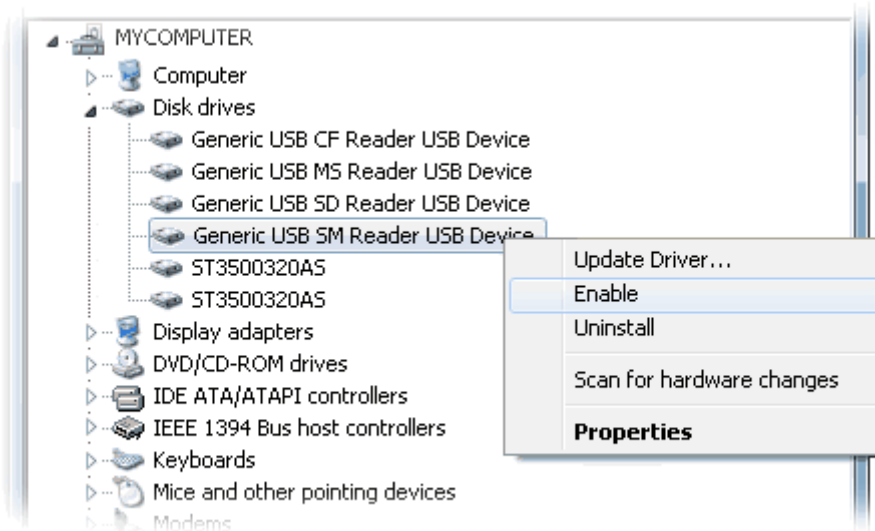 MYCOMPUTER
Computer
Disk drives
Generic USB CF Reader USB Device
Generic USB MS Reader USB Device
Generic USB SD Reader USB Device
Generic USB SM Reader USB Device
ST3500320AS
ST3500320AS
Display adapters
DVD/CD-ROM drives
IDE ATA/ATAPI controllers
IEEE 1394 Bus host controllers
Keyboards
Mice and other pointing devices
Modems
Update Driver...
Enable
Uninstall
Scan for hardware changes
Properties